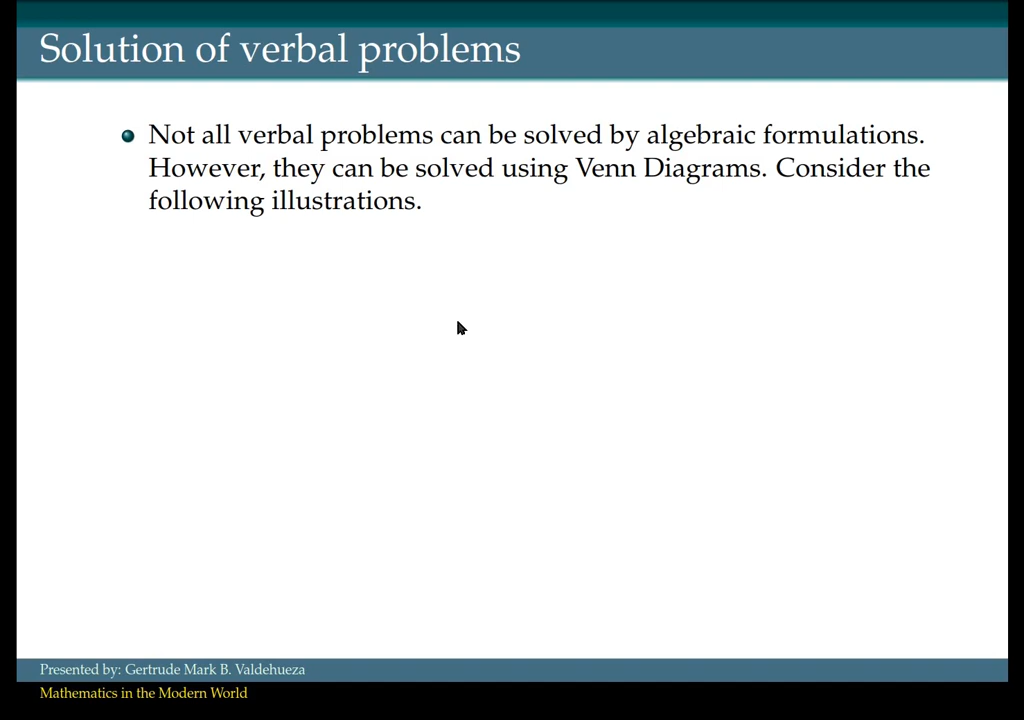 Solution of verbal problems
Not all verbal problems can be solved by algebraic formulations.
However, they can be solved using Venn Diagrams. Consider the
following illustrations.
Presented by: Gertrude Mark B. Valdehueza
Mathematics in the Modern World